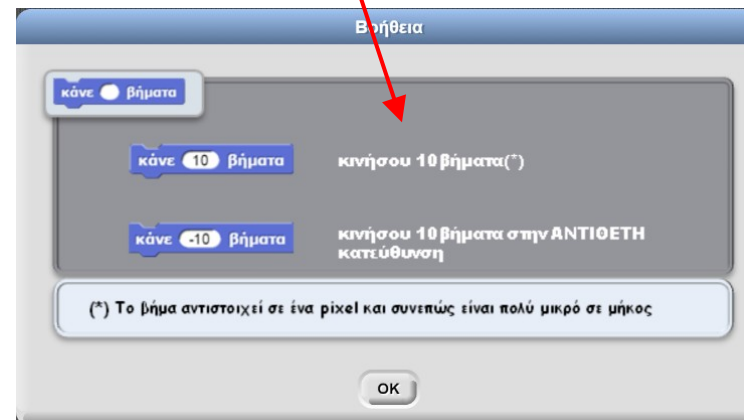 Βοήθεια
κάνε βήματα
κάνε 10 βήματα
κινήσου 10 βήματα(*)
κάνε -10 βήματα
κινήσου 10 βήματα στην ΑΝΤΙΘΕΤΗ
κατεύθυνση
(*) Το βήμα αντιστοιχεί σε ένα pixel και συνεπώς είναι πολύ μικρό σε μήκος
OK